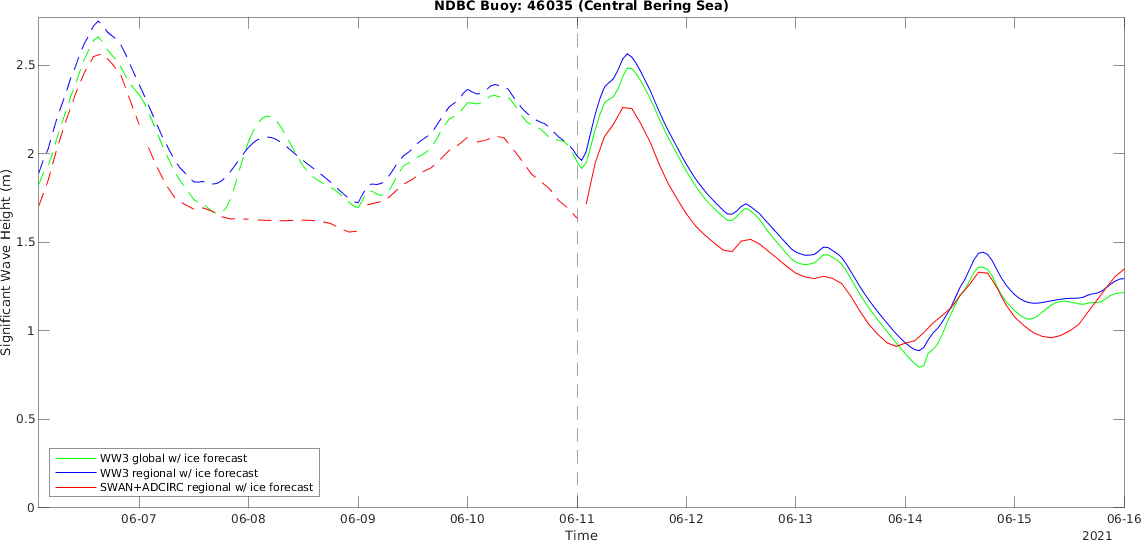 NDBC Buoy: 46035 (Central Bering Sea)
Significant Wave Height (m)
2.5
2
1.5
1
0.5
0
WW3 global w/ ice forecast
WW3 regional w/ ice forecast
SWAN+ADCIRC regional w/ ice forecast
06-07 06-08 06-09 06-10 06-11 06-12 06-13 06-14 06-15 06-16
Time
2021